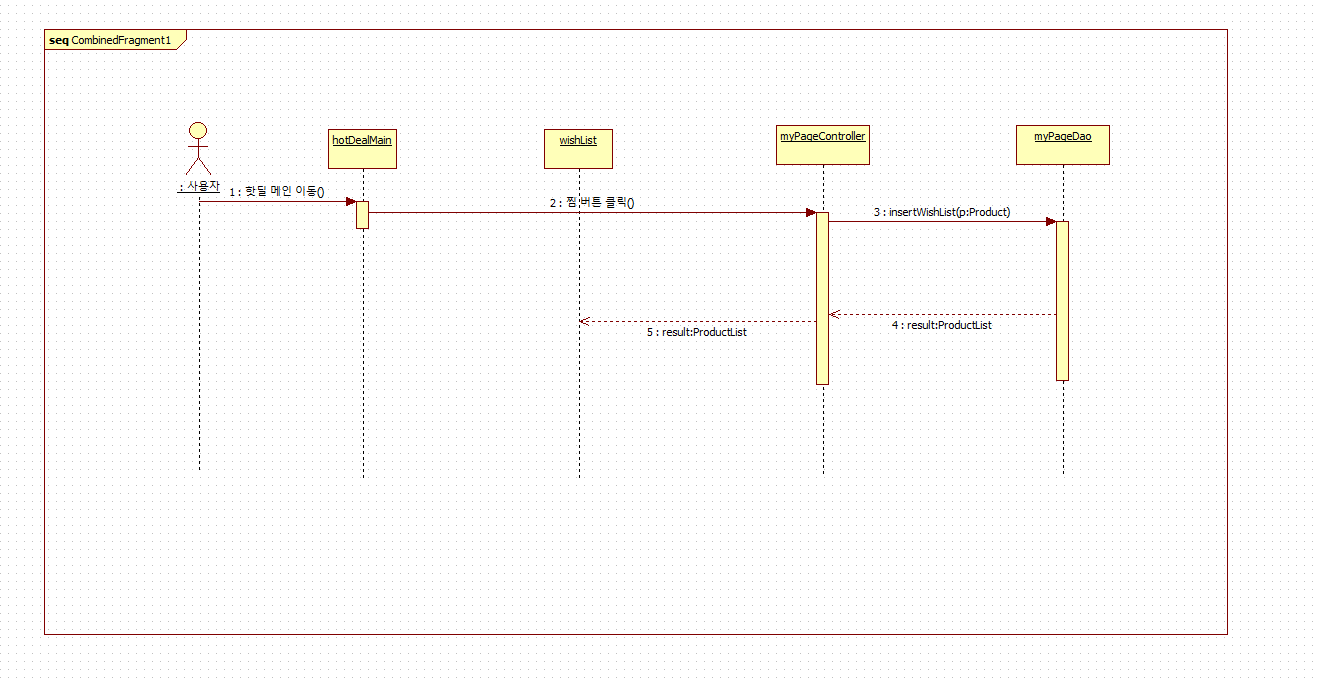 seq CombinedFragment1
hotDealMain
wishList
myPageController
myPageDao
: 사용자
1 : 핫딜 메인 이동()
2 : 찜 버튼 클릭()
3 : insertWishList(p:Product)
4 : result:ProductList
5 : result:ProductList